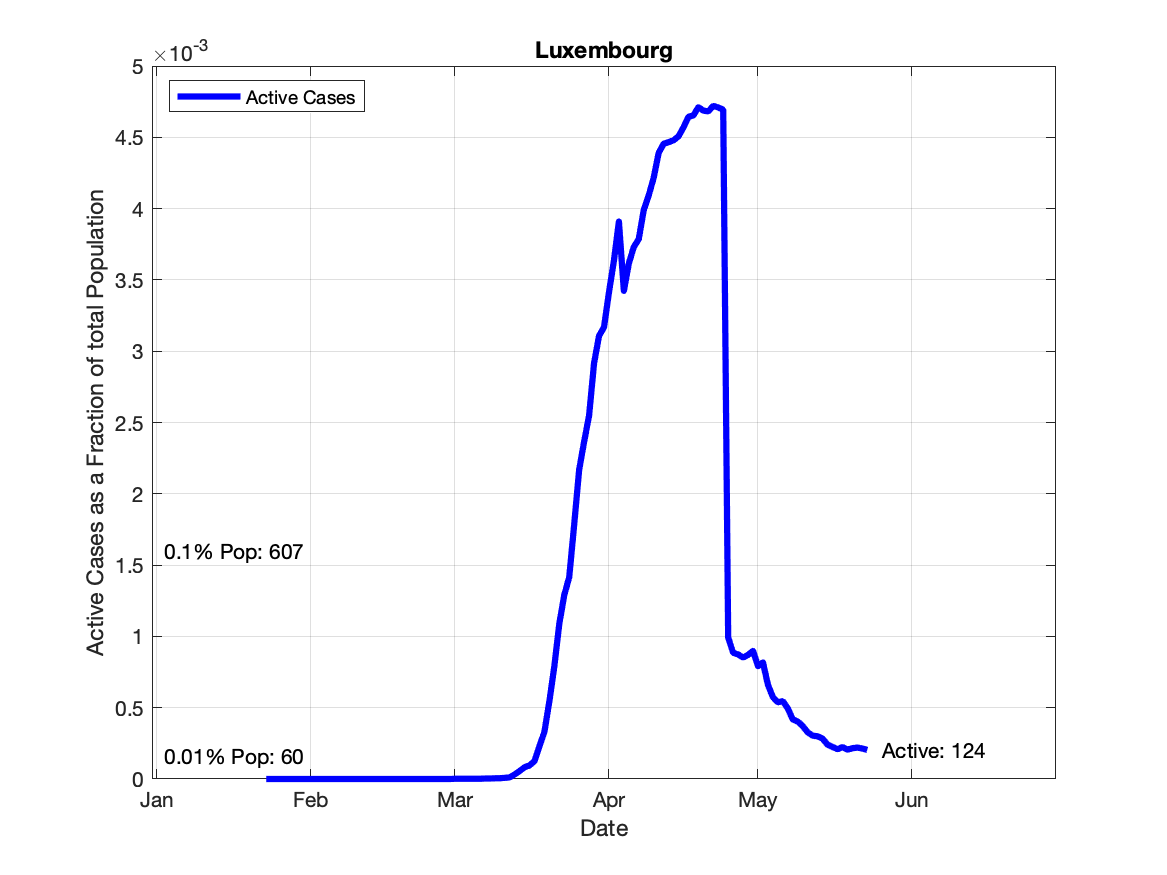 Luxembourg
×10-3
Active Cases
5
4.5
4
3.5
3
2.5
2
1.5
1
0.5
0
Active Cases as a Fraction of total Population
0.1% Pop: 607
0.01% Pop: 60
Active: 124
Jan Feb Mar Apr May Jun
Date